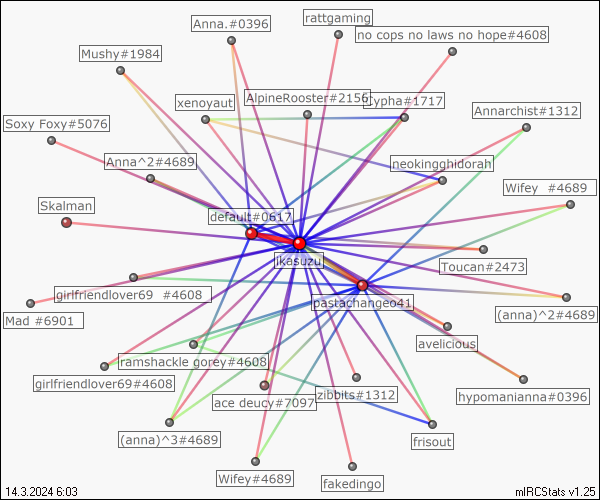 rattgaming
Anna.#0396
no cops no laws no hope#4608
Mushy#1984
AlpineRooster#2156
Cypha#1717
xenoyaut
Annarchist#1312
Soxy Foxy#5076
Anna^2#4689
neokingghidorah
Wifey #4689
Skalman
default#0617
jkasuzu
Toucan#2473
girlfriendlover69 #4608
pastachangeo41
(anna)^2#4689
Mad #6901
avelicious
ramshackle gorey#4608
girlfriendlover69#4608
zibbits#1312
hypomanianna#0396
ace deucy#7097
(anna)^3#4689
frisout
Wifey#4689
fakedingo
14.3.2024 6:03
mIRCStats v1.25